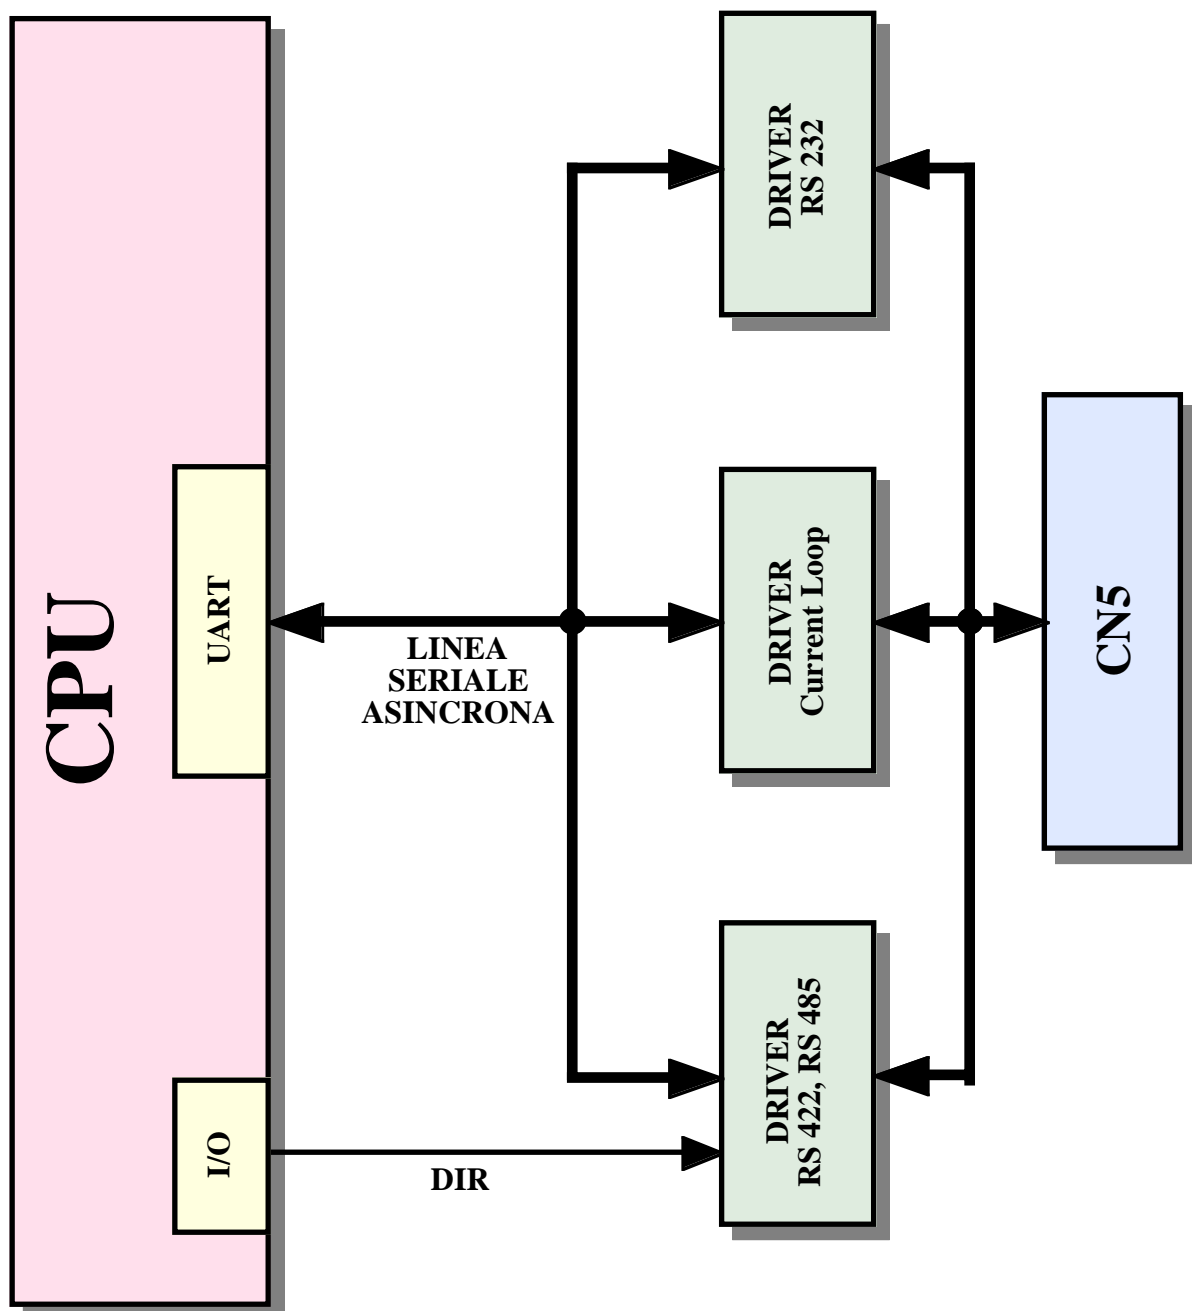 CPU
UART
I/O
LINEA
SERIALE
ASINCRONA
DIR
DRIVER
RS 232
DRIVER
Current Loop
DRIVER
RS 422, RS 485
CN5